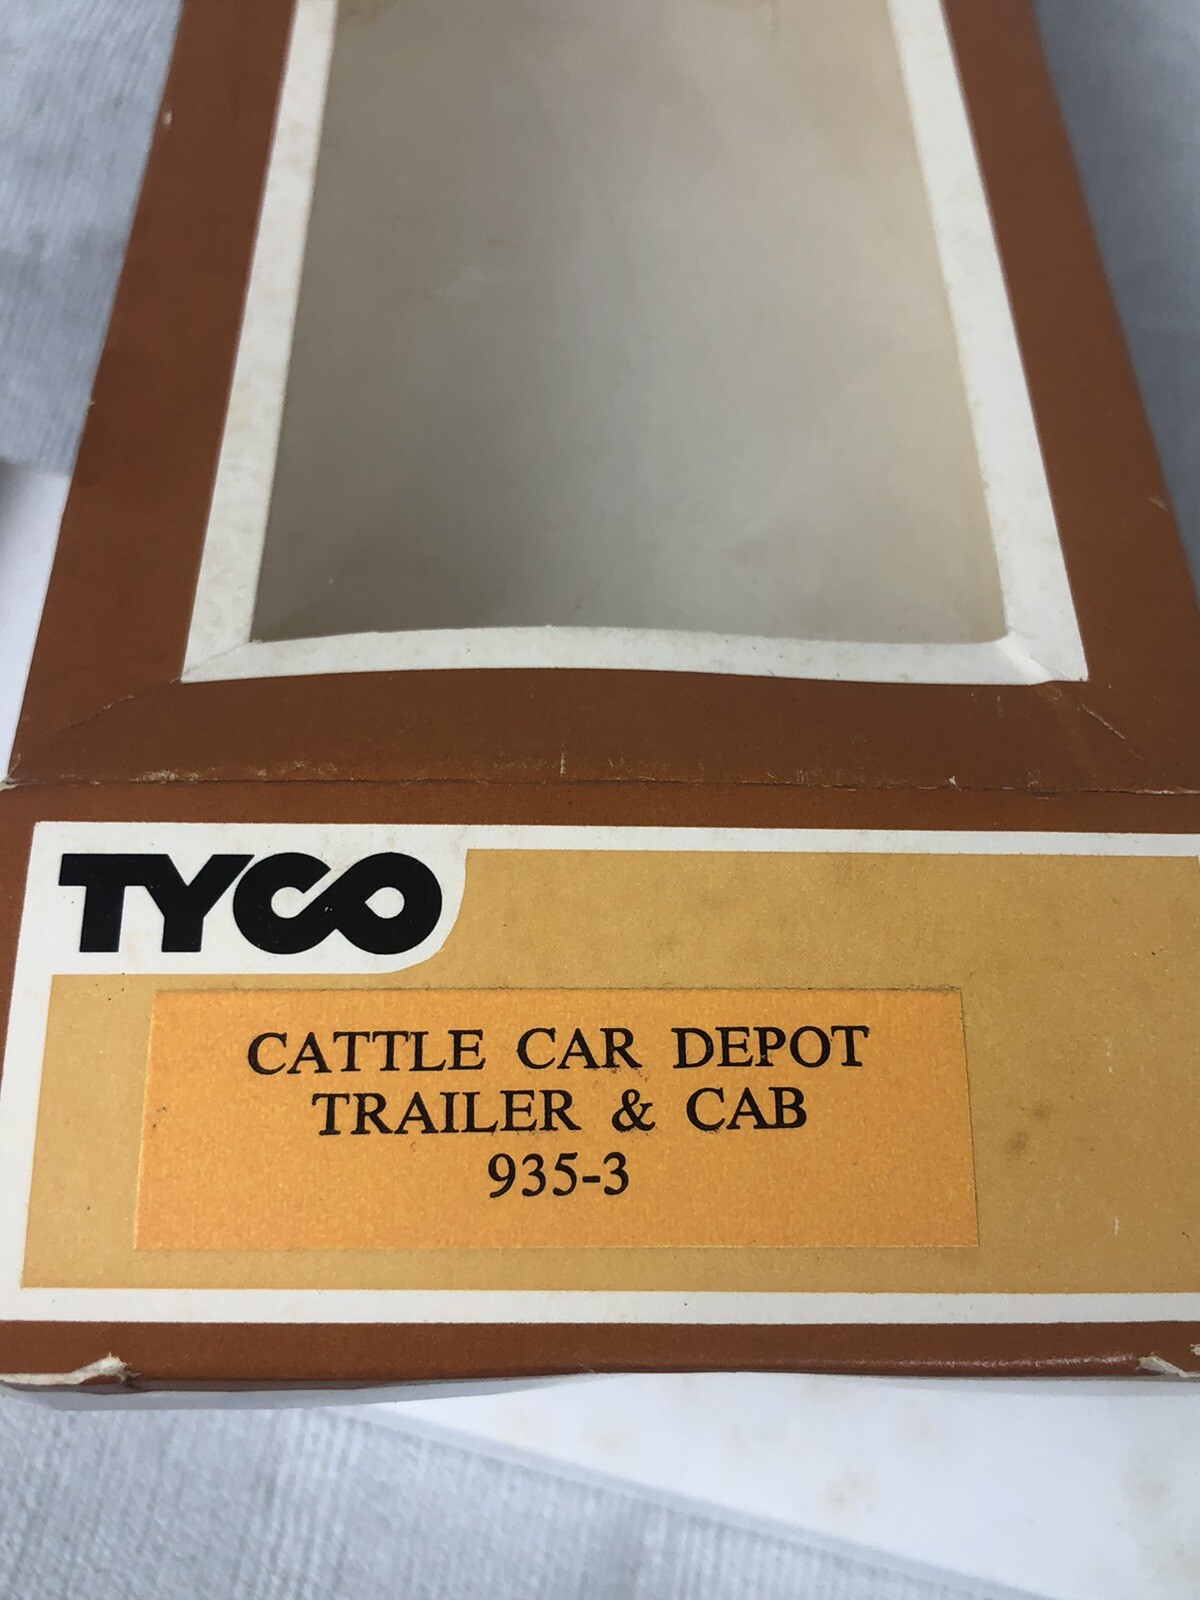 TYCO
CATTLE CAR DEPOT
TRAILER & CAB
935-3